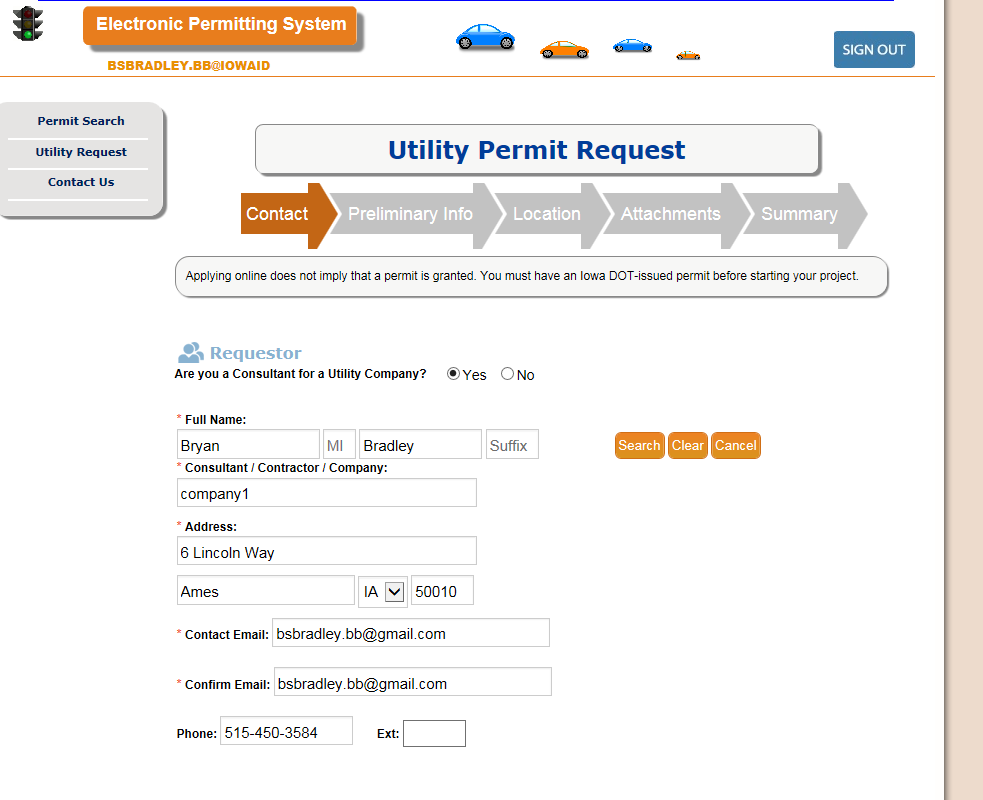 Electronic Permitting System
BSBRADLEY.BB@IOWAID
SIGN OUT
Permit Search
Utility Request
Contact Us
Utility Permit Request
Contact Preliminary Info Location Attachments Summary
Applying online does not imply that a permit is granted. You must have an Iowa DOT-issued permit before starting your project.
Requestor
Are you a Consultant for a Utility Company? Yes No
* Full Name:
Bryan MI Bradley Suffix Search Clear Cancel
* Consultant / Contractor / Company:
company1
* Address:
6 Lincoln Way
Ames IA 50010
* Contact Email: bsbradley.bb@gmail.com
* Confirm Email: bsbradley.bb@gmail.com
Phone: 515-450-3584 Ext: